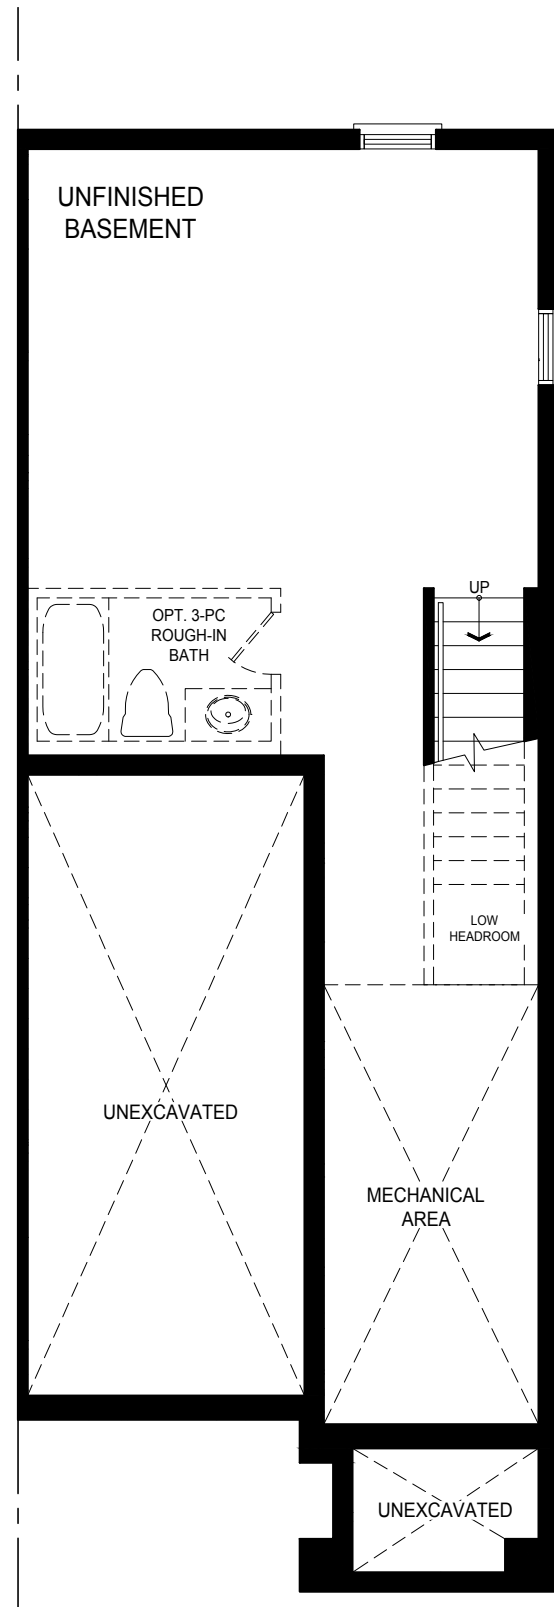 UNFINISHED
BASEMENT
UP
OPT. 3-PC
ROUGH-IN
BATH
LOW
HEADROOM
UNEXCAVATED
MECHANICAL
AREA
UNEXCAVATED